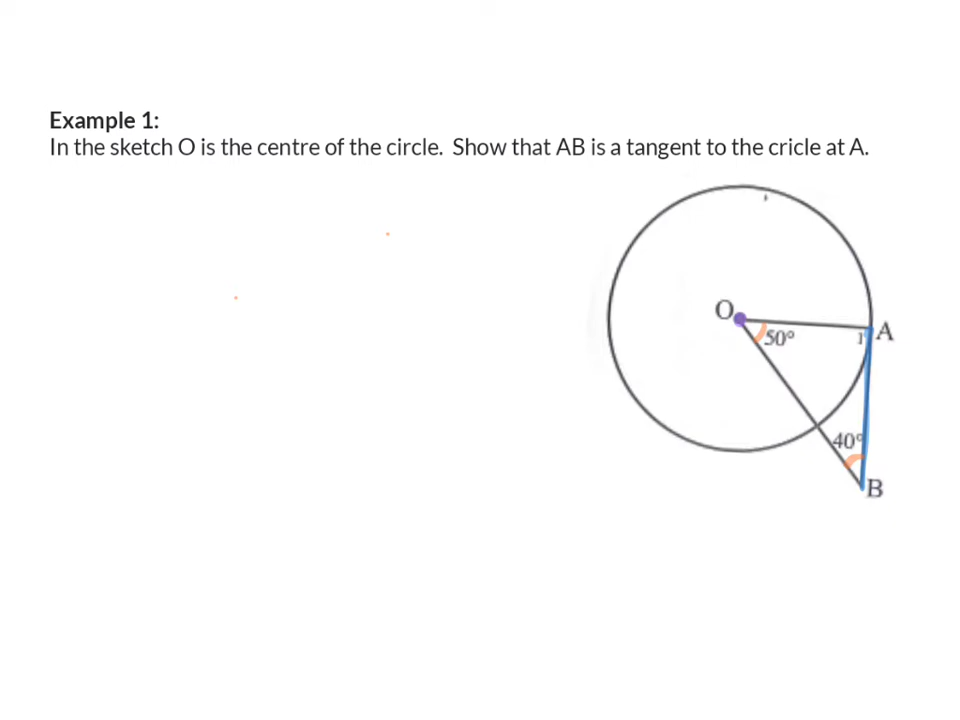 Example 1:
In the sketch O is the centre of the circle. Show that AB is a tangent to the cricle at A.
O
50°
1
A
40°
B